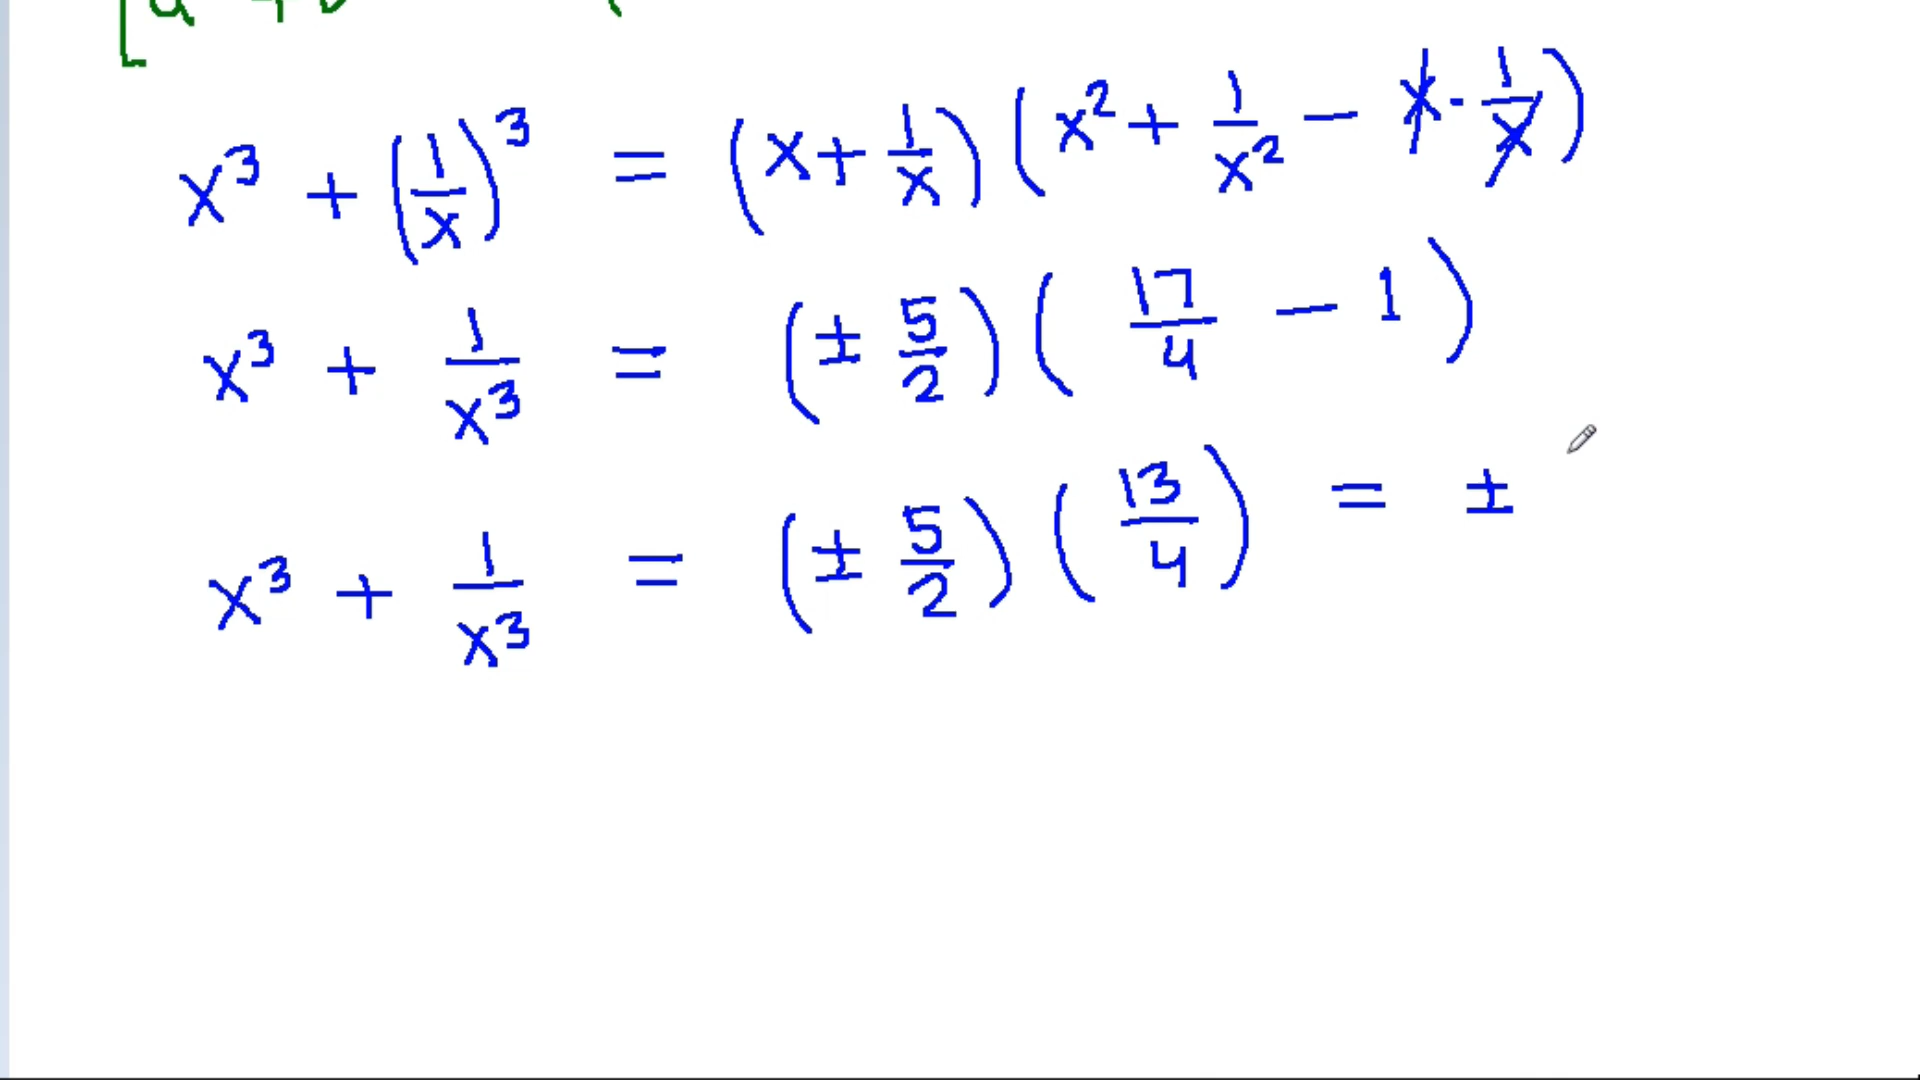 x³ + (1/x)³ = (x + 1/x)(x² + 1/x² − x · 1/x)
x³ + 1/x³ = (± 5/2)(17/4 − 1)
x³ + 1/x³ = (± 5/2)(13/4) = ±